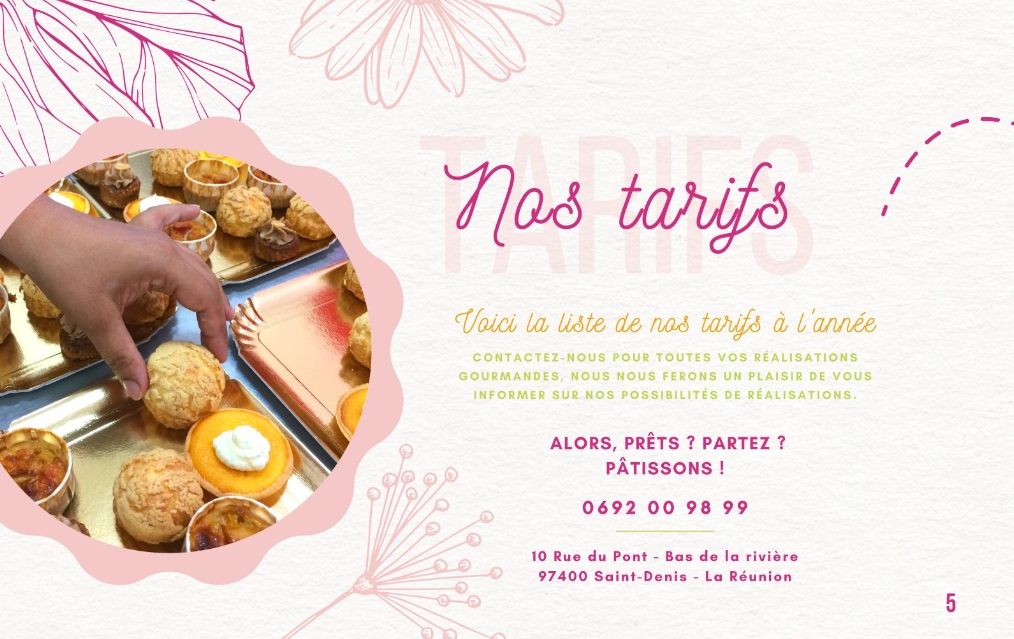 TARIFS
Nos tarifs
Voici la liste de nos tarifs à l'année
CONTACTEZ-NOUS POUR TOUTES VOS RÉALISATIONS
GOURMANDES, NOUS NOUS FERONS UN PLAISIR DE VOUS
INFORMER SUR NOS POSSIBILITÉS DE RÉALISATIONS.
ALORS, PRÊTS ? PARTEZ ?
PÂTISSONS !
0692 00 98 99
10 Rue du Pont - Bas de la rivière
97400 Saint-Denis - La Réunion
5